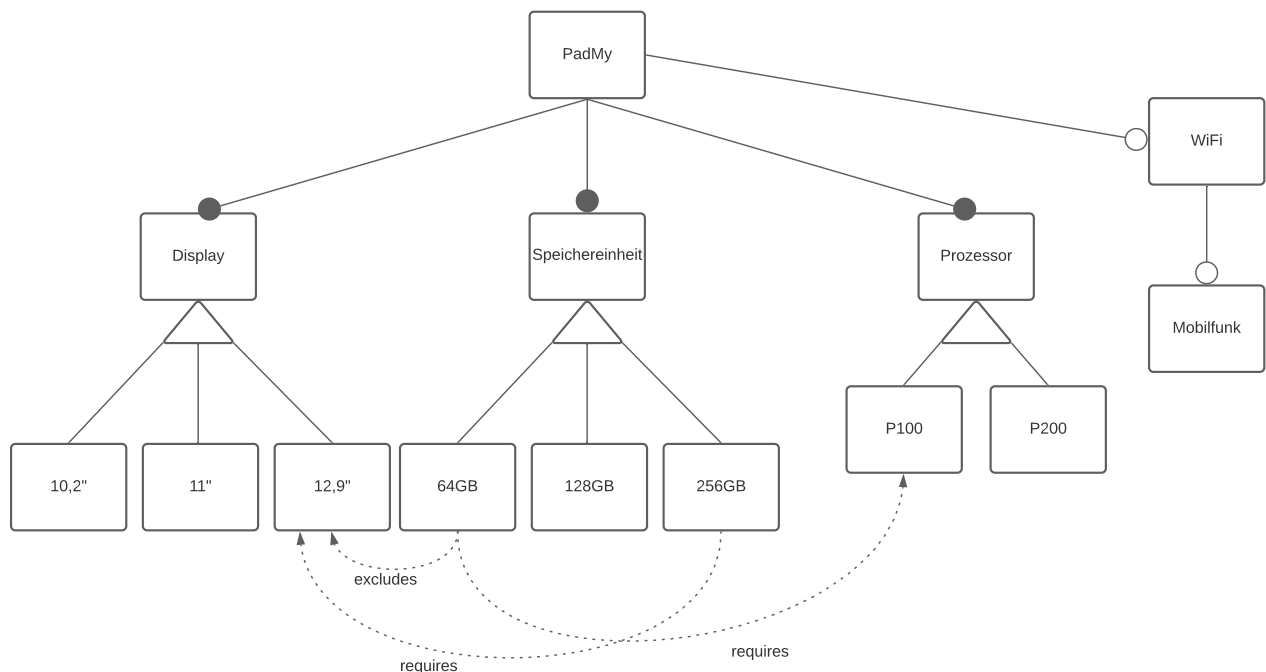 PadMy
WiFi
Display
Speichereinheit
Prozessor
Mobilfunk
P100
P200
10,2"
11"
12,9"
64GB
128GB
256GB
excludes
requires
requires